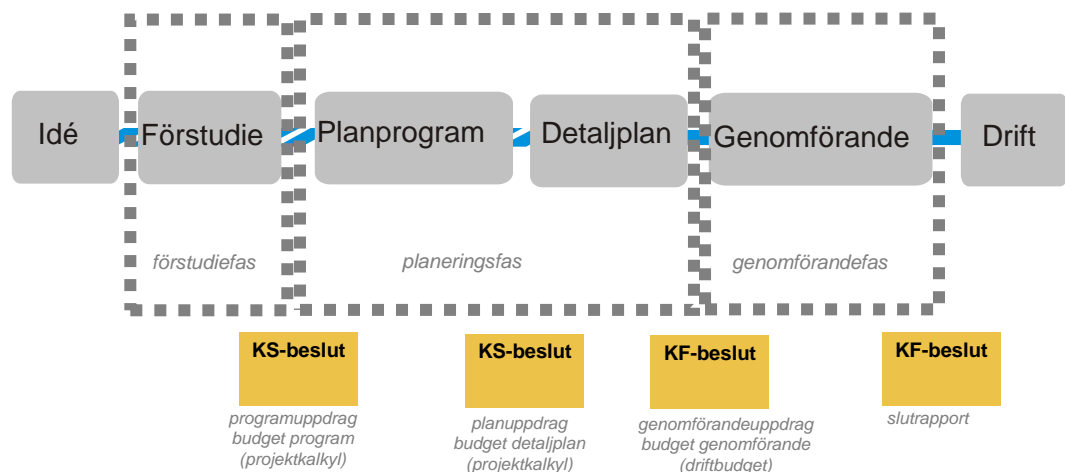 Idé
Förstudie
Planprogram
Detaljplan
Genomförande
Drift
förstudiefas
planeringsfas
genomförandefas
KS-beslut
KS-beslut
KF-beslut
KF-beslut
programuppdrag
budget program
(projektkalkyl)
planuppdrag
budget detaljplan
(projektkalkyl)
genomförandeuppdrag
budget genomförande
(driftbudget)
slutrapport